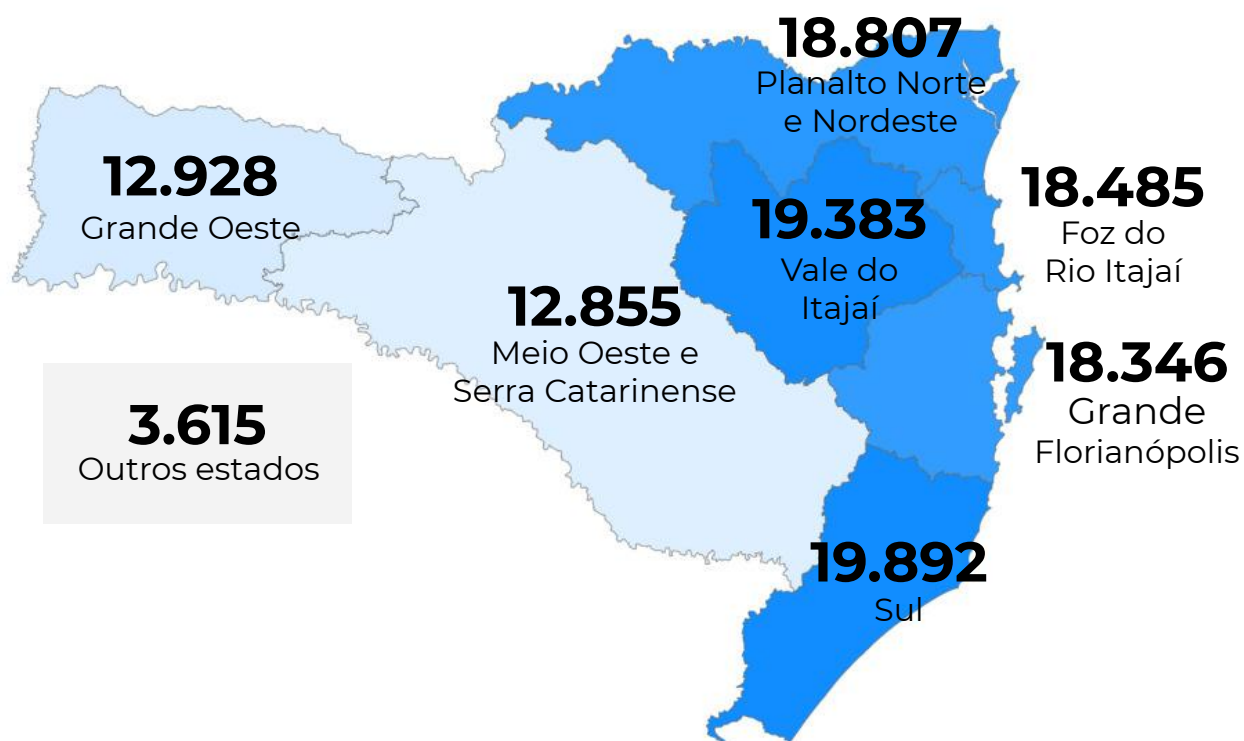 18.807
Planalto Norte
e Nordeste
12.928
Grande Oeste
19.383
Vale do
Itajaí
18.485
Foz do
Rio Itajaí
12.855
Meio Oeste e
Serra Catarinense
18.346
Grande
Florianópolis
3.615
Outros estados
19.892
Sul